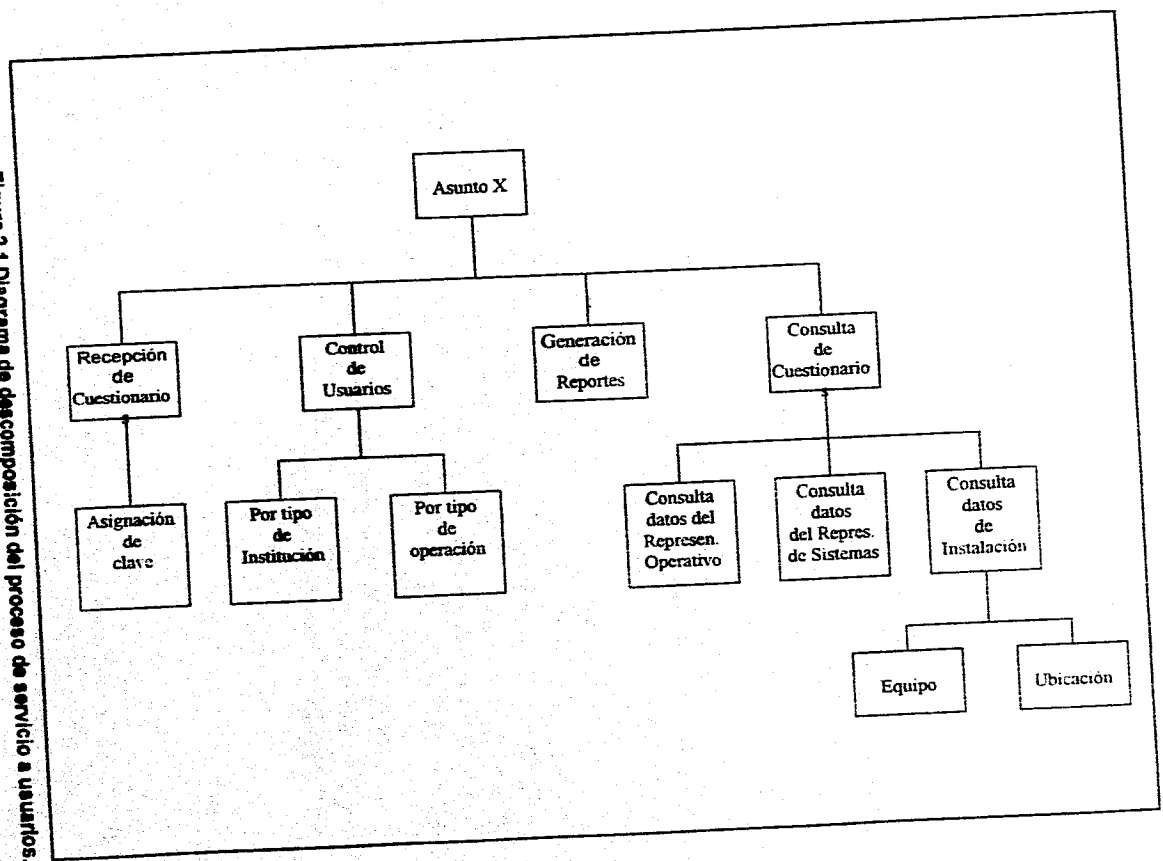 Asunto X
Recepción
de
Cuestionario
s
Control
de
Usuarios
Generación
de
Reportes
Consulta
de
Cuestionario
s
Asignación
de
clave
Por tipo
de
Institución
Por tipo
de
operación
Consulta
datos del
Represen.
Operativo
Consulta
datos
del Repres.
de Sistemas
Consulta
datos
de
Instalación
Equipo
Ubicación
Figura 2.1 Diagrama de descomposición del proceso de servicio a usuarios.